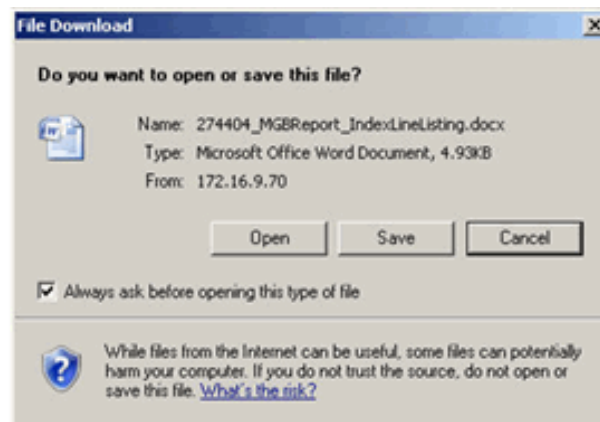 File Download
Do you want to open or save this file?
Name: 274404_MGBReport_IndexLineListing.docx
Type: Microsoft Office Word Document, 4.93KB
From: 172.16.9.70
Open Save Cancel
Always ask before opening this type of file
While files from the Internet can be useful, some files can potentially
harm your computer. If you do not trust the source, do not open or
save this file. What's the risk?